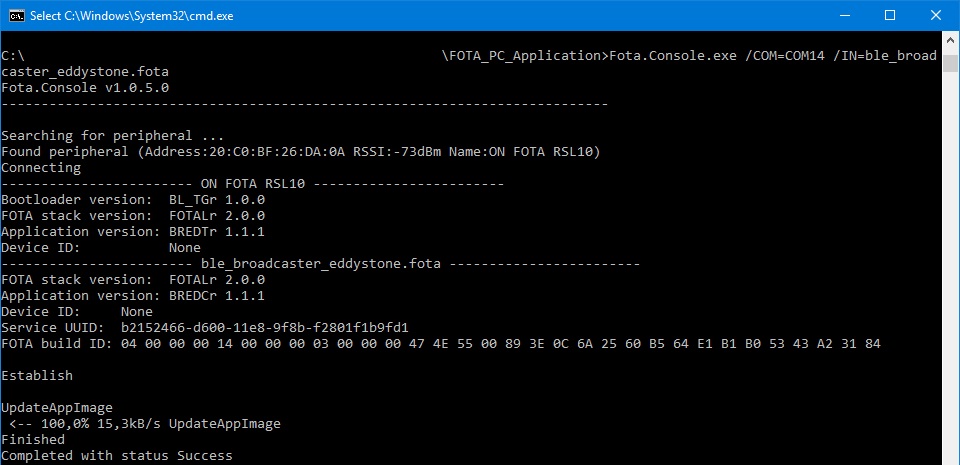 Select C:\Windows\System32\cmd.exe
C:\ \FOTA_PC_Application>Fota.Console.exe /COM=COM14 /IN=ble_broad
caster_eddystone.fota
Fota.Console v1.0.5.0
----------------------------------------------------------------------------
Searching for peripheral ...
Found peripheral (Address:20:C0:BF:26:DA:0A RSSI:-73dBm Name:ON FOTA RSL10)
Connecting
------------------------ ON FOTA RSL10 ------------------------
Bootloader version:  BL_TGr 1.0.0
FOTA stack version:  FOTALr 2.0.0
Application version: BREDTr 1.1.1
Device ID:           None
------------------------ ble_broadcaster_eddystone.fota ------------------------
FOTA stack version:  FOTALr 2.0.0
Application version: BREDCr 1.1.1
Device ID:     None
Service UUID:  b2152466-d600-11e8-9f8b-f2801f1b9fd1
FOTA build ID: 04 00 00 00 14 00 00 00 03 00 00 00 47 4E 55 00 89 3E 0C 6A 25 60 B5 64 E1 B1 B0 53 43 A2 31 84
Establish
UpdateAppImage
<-- 100,0% 15,3kB/s UpdateAppImage
Finished
Completed with status Success